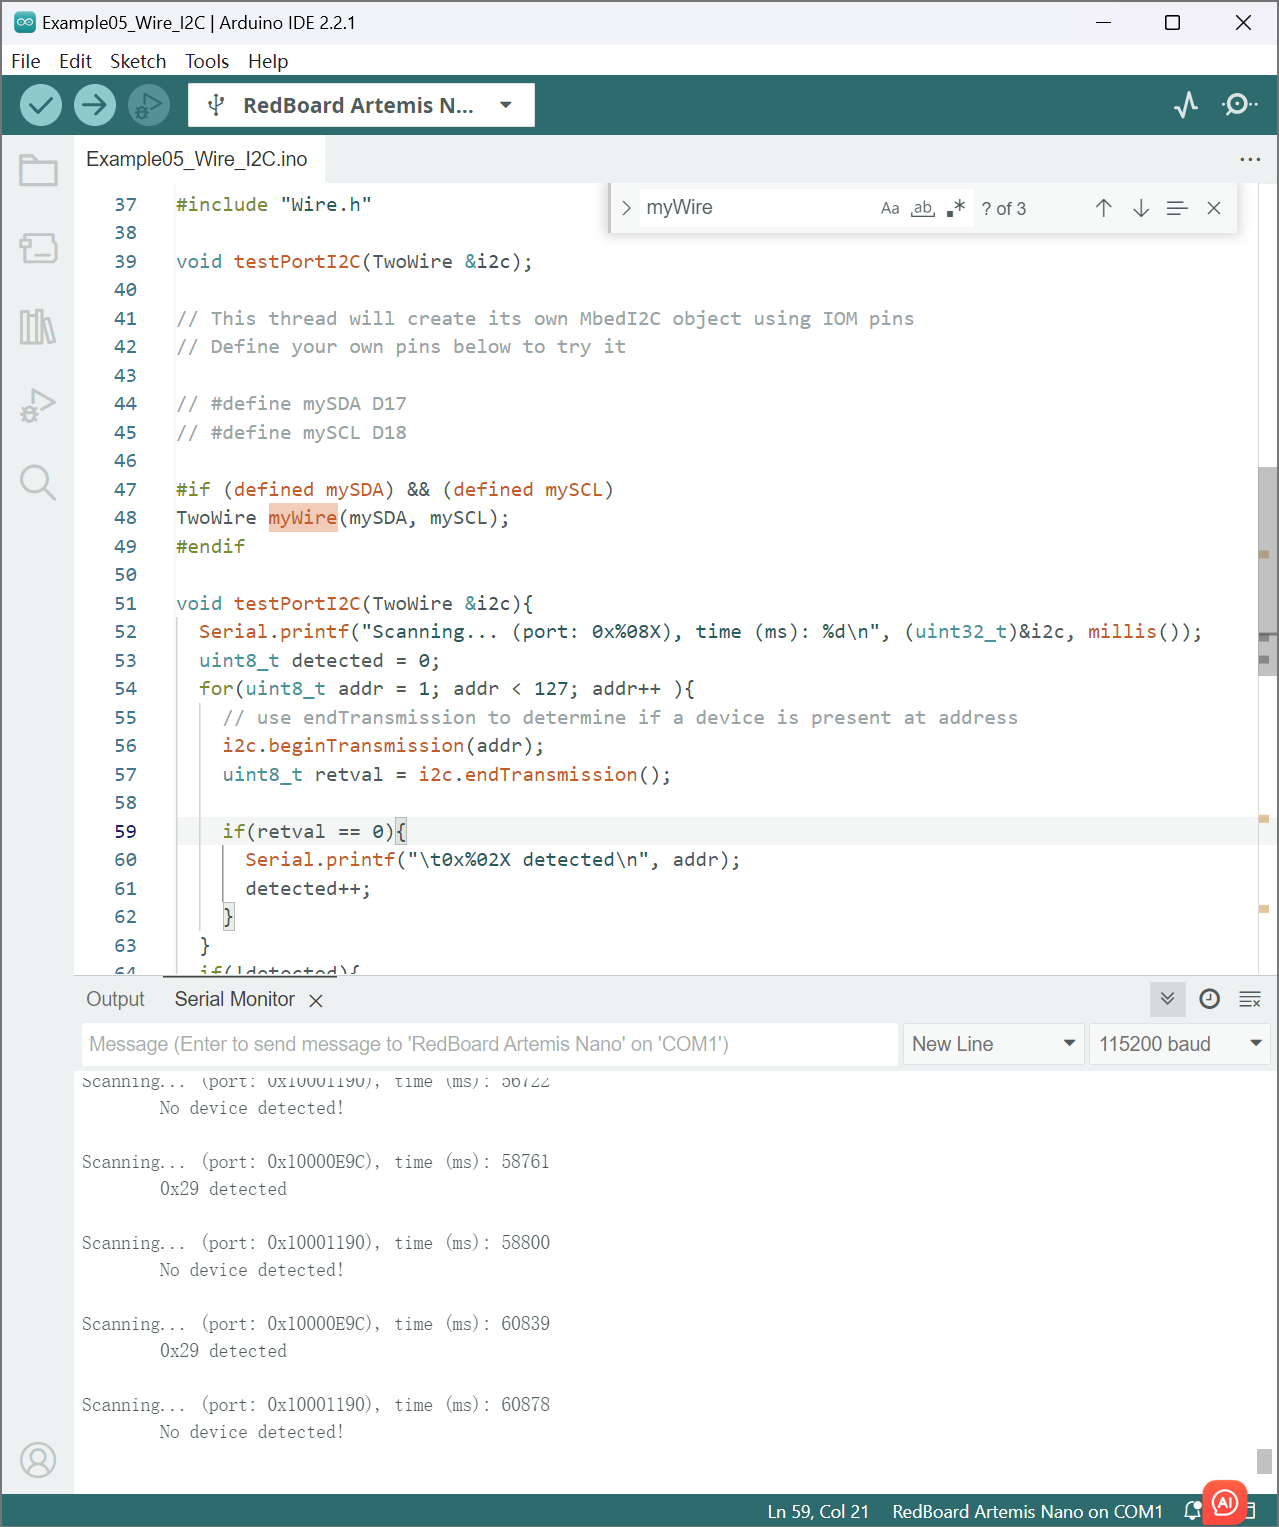 Example05_Wire_I2C | Arduino IDE 2.2.1
File Edit Sketch Tools Help
RedBoard Artemis N...
Example05_Wire_I2C.ino
myWire Aa ab ? of 3
37 #include "Wire.h"
38
39 void testPortI2C(TwoWire &i2c);
40
41 // This thread will create its own MbedI2C object using IOM pins
42 // Define your own pins below to try it
43
44 // #define mySDA D17
45 // #define mySCL D18
46
47 #if (defined mySDA) && (defined mySCL)
48 TwoWire myWire(mySDA, mySCL);
49 #endif
50
51 void testPortI2C(TwoWire &i2c){
52 Serial.printf("Scanning... (port: 0x%08X), time (ms): %d\n", (uint32_t)&i2c, millis());
53 uint8_t detected = 0;
54 for(uint8_t addr = 1; addr < 127; addr++ ){
55 // use endTransmission to determine if a device is present at address
56 i2c.beginTransmission(addr);
57 uint8_t retval = i2c.endTransmission();
58
59 if(retval == 0){
60 Serial.printf("\t0x%02X detected\n", addr);
61 detected++;
62 }
63 }
64 if(!detected){
Output Serial Monitor
Message (Enter to send message to 'RedBoard Artemis Nano' on 'COM1') New Line 115200 baud
Scanning... (port: 0x10001190), time (ms): 56722
No device detected!
Scanning... (port: 0x10000E9C), time (ms): 58761
0x29 detected
Scanning... (port: 0x10001190), time (ms): 58800
No device detected!
Scanning... (port: 0x10000E9C), time (ms): 60839
0x29 detected
Scanning... (port: 0x10001190), time (ms): 60878
No device detected!
Ln 59, Col 21 RedBoard Artemis Nano on COM1 AI